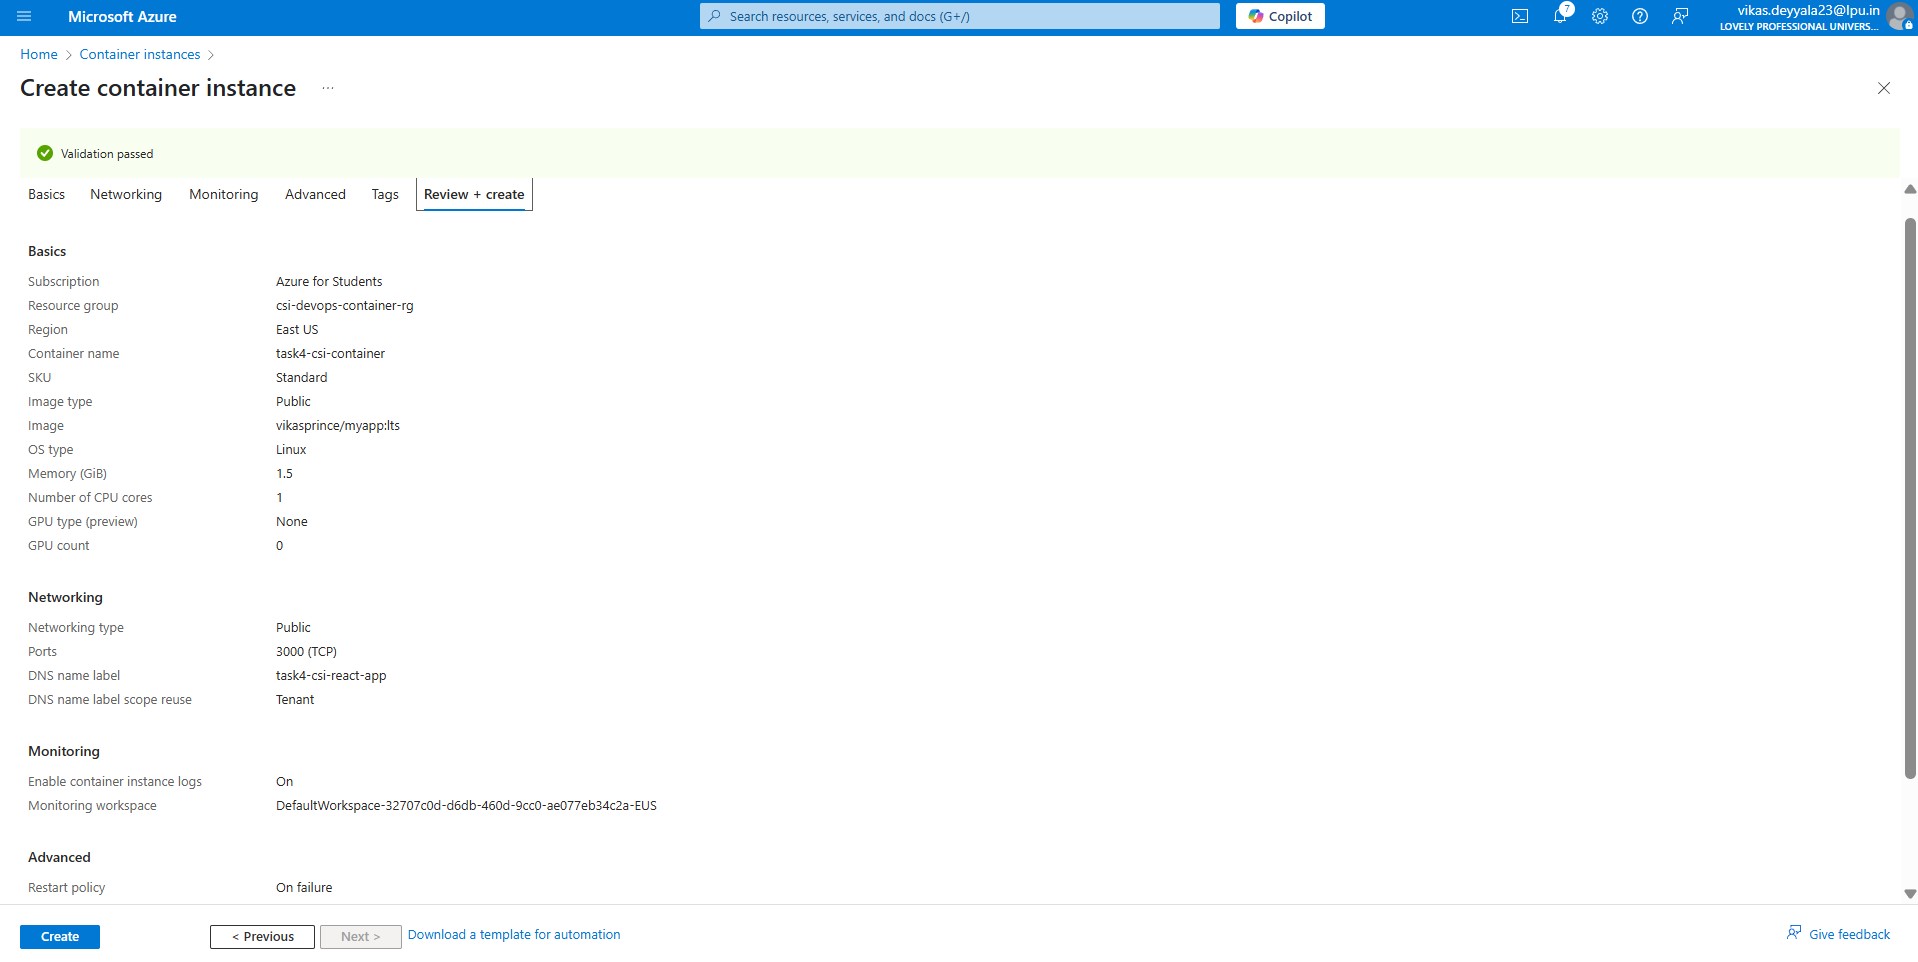 Microsoft Azure
Search resources, services, and docs (G+/)
Copilot
7
vikas.deyyala23@lpu.in
LOVELY PROFESSIONAL UNIVERS...
Home > Container instances >
Create container instance ...
Validation passed
Basics Networking Monitoring Advanced Tags Review + create
Basics
Subscription Azure for Students
Resource group csi-devops-container-rg
Region East US
Container name task4-csi-container
SKU Standard
Image type Public
Image vikasprince/myapp:lts
OS type Linux
Memory (GiB) 1.5
Number of CPU cores 1
GPU type (preview) None
GPU count 0
Networking
Networking type Public
Ports 3000 (TCP)
DNS name label task4-csi-react-app
DNS name label scope reuse Tenant
Monitoring
Enable container instance logs On
Monitoring workspace DefaultWorkspace-32707c0d-d6db-460d-9cc0-ae077eb34c2a-EUS
Advanced
Restart policy On failure
Create < Previous Next > Download a template for automation Give feedback